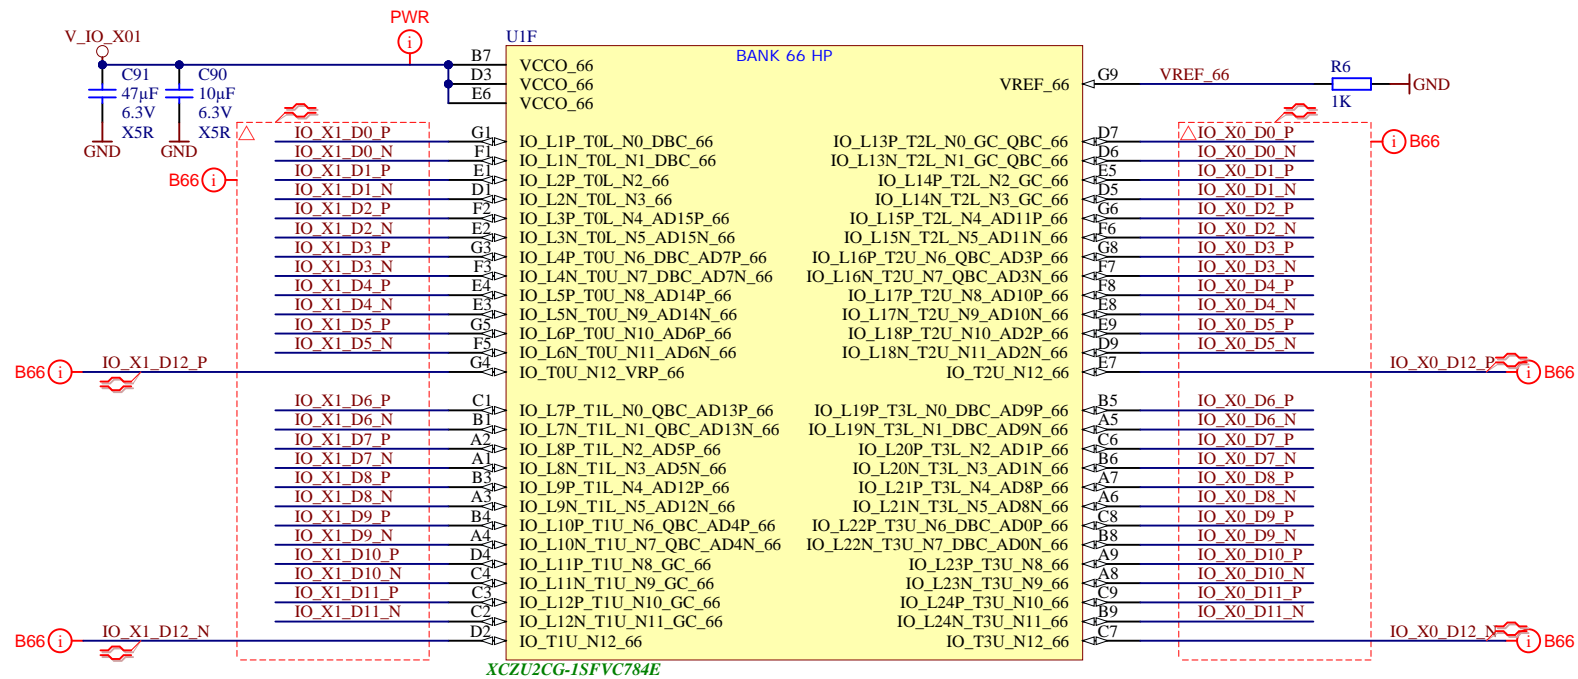 PWR
V_IO_X01
U1F
BANK 66 HP
C91
47µF
6.3V
X5R
GND
C90
10µF
6.3V
X5R
GND
B7 VCCO_66
D3 VCCO_66
E6 VCCO_66
VREF_66 G9 VREF_66
R6
1K
GND
B66
B66
IO_X1_D0_P G1 IO_L1P_T0L_N0_DBC_66 IO_L13P_T2L_N0_GC_QBC_66 D7 IO_X0_D0_P
IO_X1_D0_N F1 IO_L1N_T0L_N1_DBC_66 IO_L13N_T2L_N1_GC_QBC_66 D6 IO_X0_D0_N
IO_X1_D1_P E1 IO_L2P_T0L_N2_66 IO_L14P_T2L_N2_GC_66 E5 IO_X0_D1_P
IO_X1_D1_N D1 IO_L2N_T0L_N3_66 IO_L14N_T2L_N3_GC_66 D5 IO_X0_D1_N
IO_X1_D2_P F2 IO_L3P_T0L_N4_AD15P_66 IO_L15P_T2L_N4_AD11P_66 G6 IO_X0_D2_P
IO_X1_D2_N E2 IO_L3N_T0L_N5_AD15N_66 IO_L15N_T2L_N5_AD11N_66 F6 IO_X0_D2_N
IO_X1_D3_P G3 IO_L4P_T0U_N6_DBC_AD7P_66 IO_L16P_T2U_N6_QBC_AD3P_66 G8 IO_X0_D3_P
IO_X1_D3_N F3 IO_L4N_T0U_N7_DBC_AD7N_66 IO_L16N_T2U_N7_QBC_AD3N_66 F7 IO_X0_D3_N
IO_X1_D4_P E4 IO_L5P_T0U_N8_AD14P_66 IO_L17P_T2U_N8_AD10P_66 F8 IO_X0_D4_P
IO_X1_D4_N E3 IO_L5N_T0U_N9_AD14N_66 IO_L17N_T2U_N9_AD10N_66 E8 IO_X0_D4_N
IO_X1_D5_P G5 IO_L6P_T0U_N10_AD6P_66 IO_L18P_T2U_N10_AD2P_66 E9 IO_X0_D5_P
IO_X1_D5_N F5 IO_L6N_T0U_N11_AD6N_66 IO_L18N_T2U_N11_AD2N_66 D9 IO_X0_D5_N
B66 IO_X1_D12_P G4 IO_T0U_N12_VRP_66 IO_T2U_N12_66 E7 IO_X0_D12_P B66
IO_X1_D6_P C1 IO_L7P_T1L_N0_QBC_AD13P_66 IO_L19P_T3L_N0_DBC_AD9P_66 B5 IO_X0_D6_P
IO_X1_D6_N B1 IO_L7N_T1L_N1_QBC_AD13N_66 IO_L19N_T3L_N1_DBC_AD9N_66 A5 IO_X0_D6_N
IO_X1_D7_P A2 IO_L8P_T1L_N2_AD5P_66 IO_L20P_T3L_N2_AD1P_66 C6 IO_X0_D7_P
IO_X1_D7_N A1 IO_L8N_T1L_N3_AD5N_66 IO_L20N_T3L_N3_AD1N_66 B6 IO_X0_D7_N
IO_X1_D8_P B3 IO_L9P_T1L_N4_AD12P_66 IO_L21P_T3L_N4_AD8P_66 A7 IO_X0_D8_P
IO_X1_D8_N A3 IO_L9N_T1L_N5_AD12N_66 IO_L21N_T3L_N5_AD8N_66 A6 IO_X0_D8_N
IO_X1_D9_P B4 IO_L10P_T1U_N6_QBC_AD4P_66 IO_L22P_T3U_N6_DBC_AD0P_66 C8 IO_X0_D9_P
IO_X1_D9_N A4 IO_L10N_T1U_N7_QBC_AD4N_66 IO_L22N_T3U_N7_DBC_AD0N_66 B8 IO_X0_D9_N
IO_X1_D10_P D4 IO_L11P_T1U_N8_GC_66 IO_L23P_T3U_N8_66 A9 IO_X0_D10_P
IO_X1_D10_N C4 IO_L11N_T1U_N9_GC_66 IO_L23N_T3U_N9_66 A8 IO_X0_D10_N
IO_X1_D11_P C3 IO_L12P_T1U_N10_GC_66 IO_L24P_T3U_N10_66 C9 IO_X0_D11_P
IO_X1_D11_N C2 IO_L12N_T1U_N11_GC_66 IO_L24N_T3U_N11_66 B9 IO_X0_D11_N
B66 IO_X1_D12_N D2 IO_T1U_N12_66 IO_T3U_N12_66 C7 IO_X0_D12_N B66
XCZU2CG-1SFVC784E